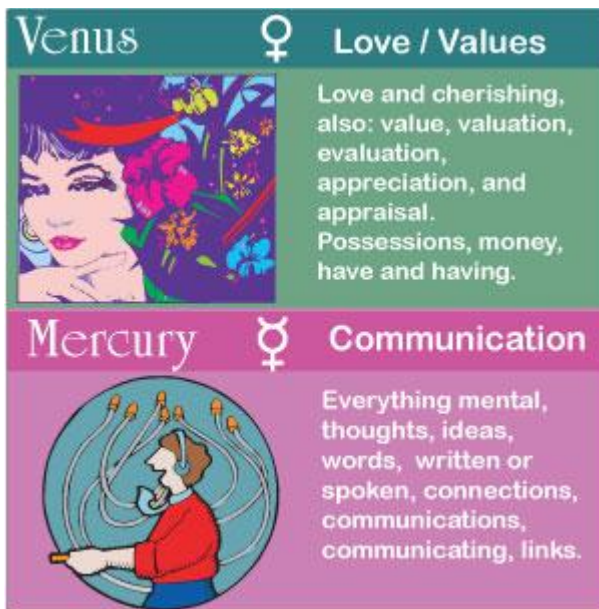 Venus ♀ Love / Values
Love and cherishing,
also: value, valuation,
evaluation,
appreciation, and
appraisal.
Possessions, money,
have and having.
Mercury ☿ Communication
Everything mental,
thoughts, ideas,
words, written or
spoken, connections,
communications,
communicating, links.